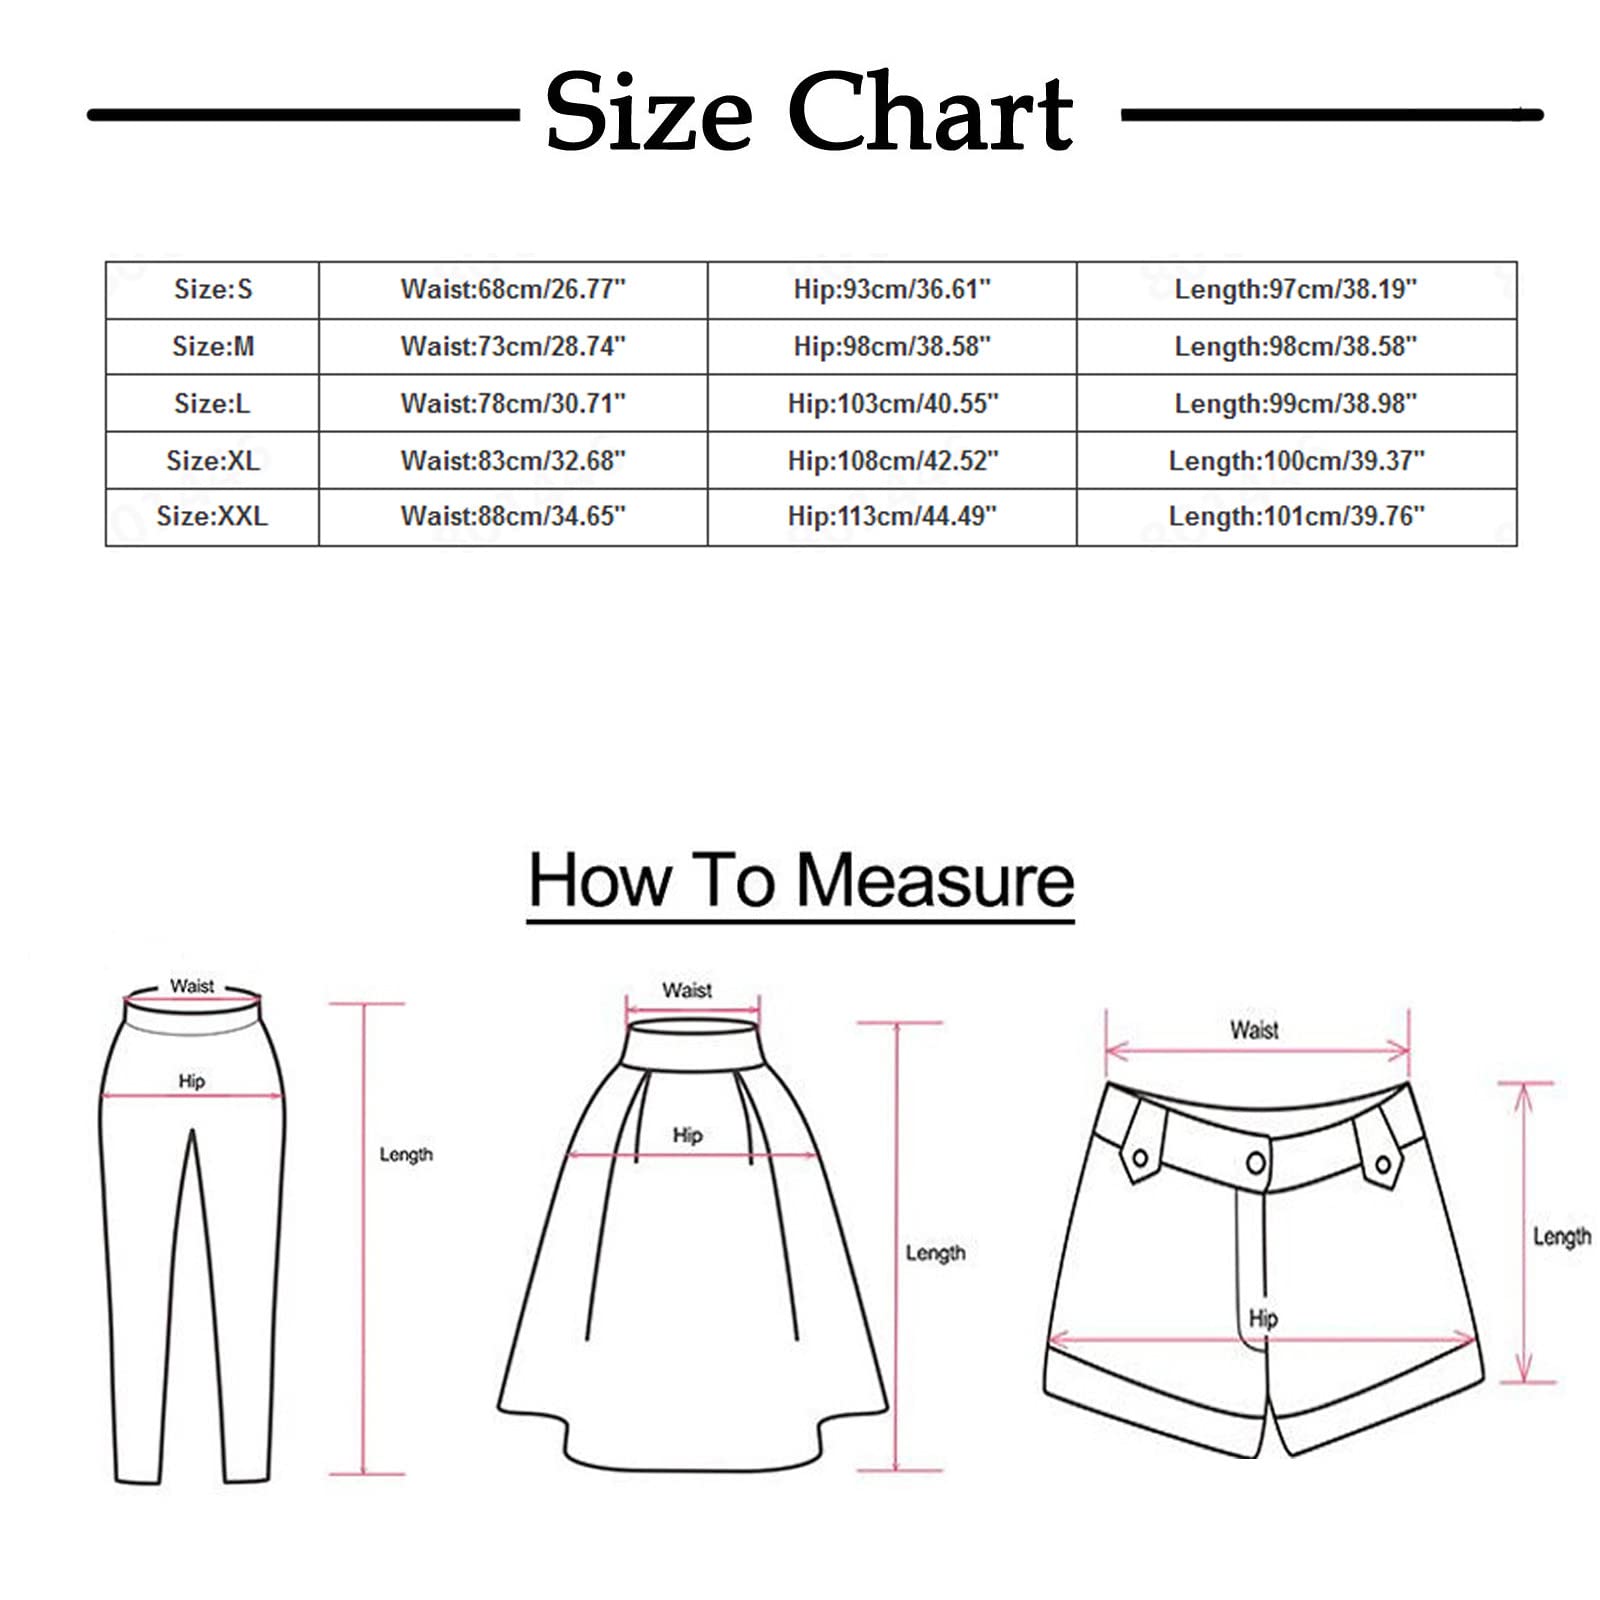 Size Chart
Size:S Waist:68cm/26.77" Hip:93cm/36.61" Length:97cm/38.19"
Size:M Waist:73cm/28.74" Hip:98cm/38.58" Length:98cm/38.58"
Size:L Waist:78cm/30.71" Hip:103cm/40.55" Length:99cm/38.98"
Size:XL Waist:83cm/32.68" Hip:108cm/42.52" Length:100cm/39.37"
Size:XXL Waist:88cm/34.65" Hip:113cm/44.49" Length:101cm/39.76"
How To Measure
Waist
Hip
Length
Waist
Hip
Length
Waist
Hip
Length